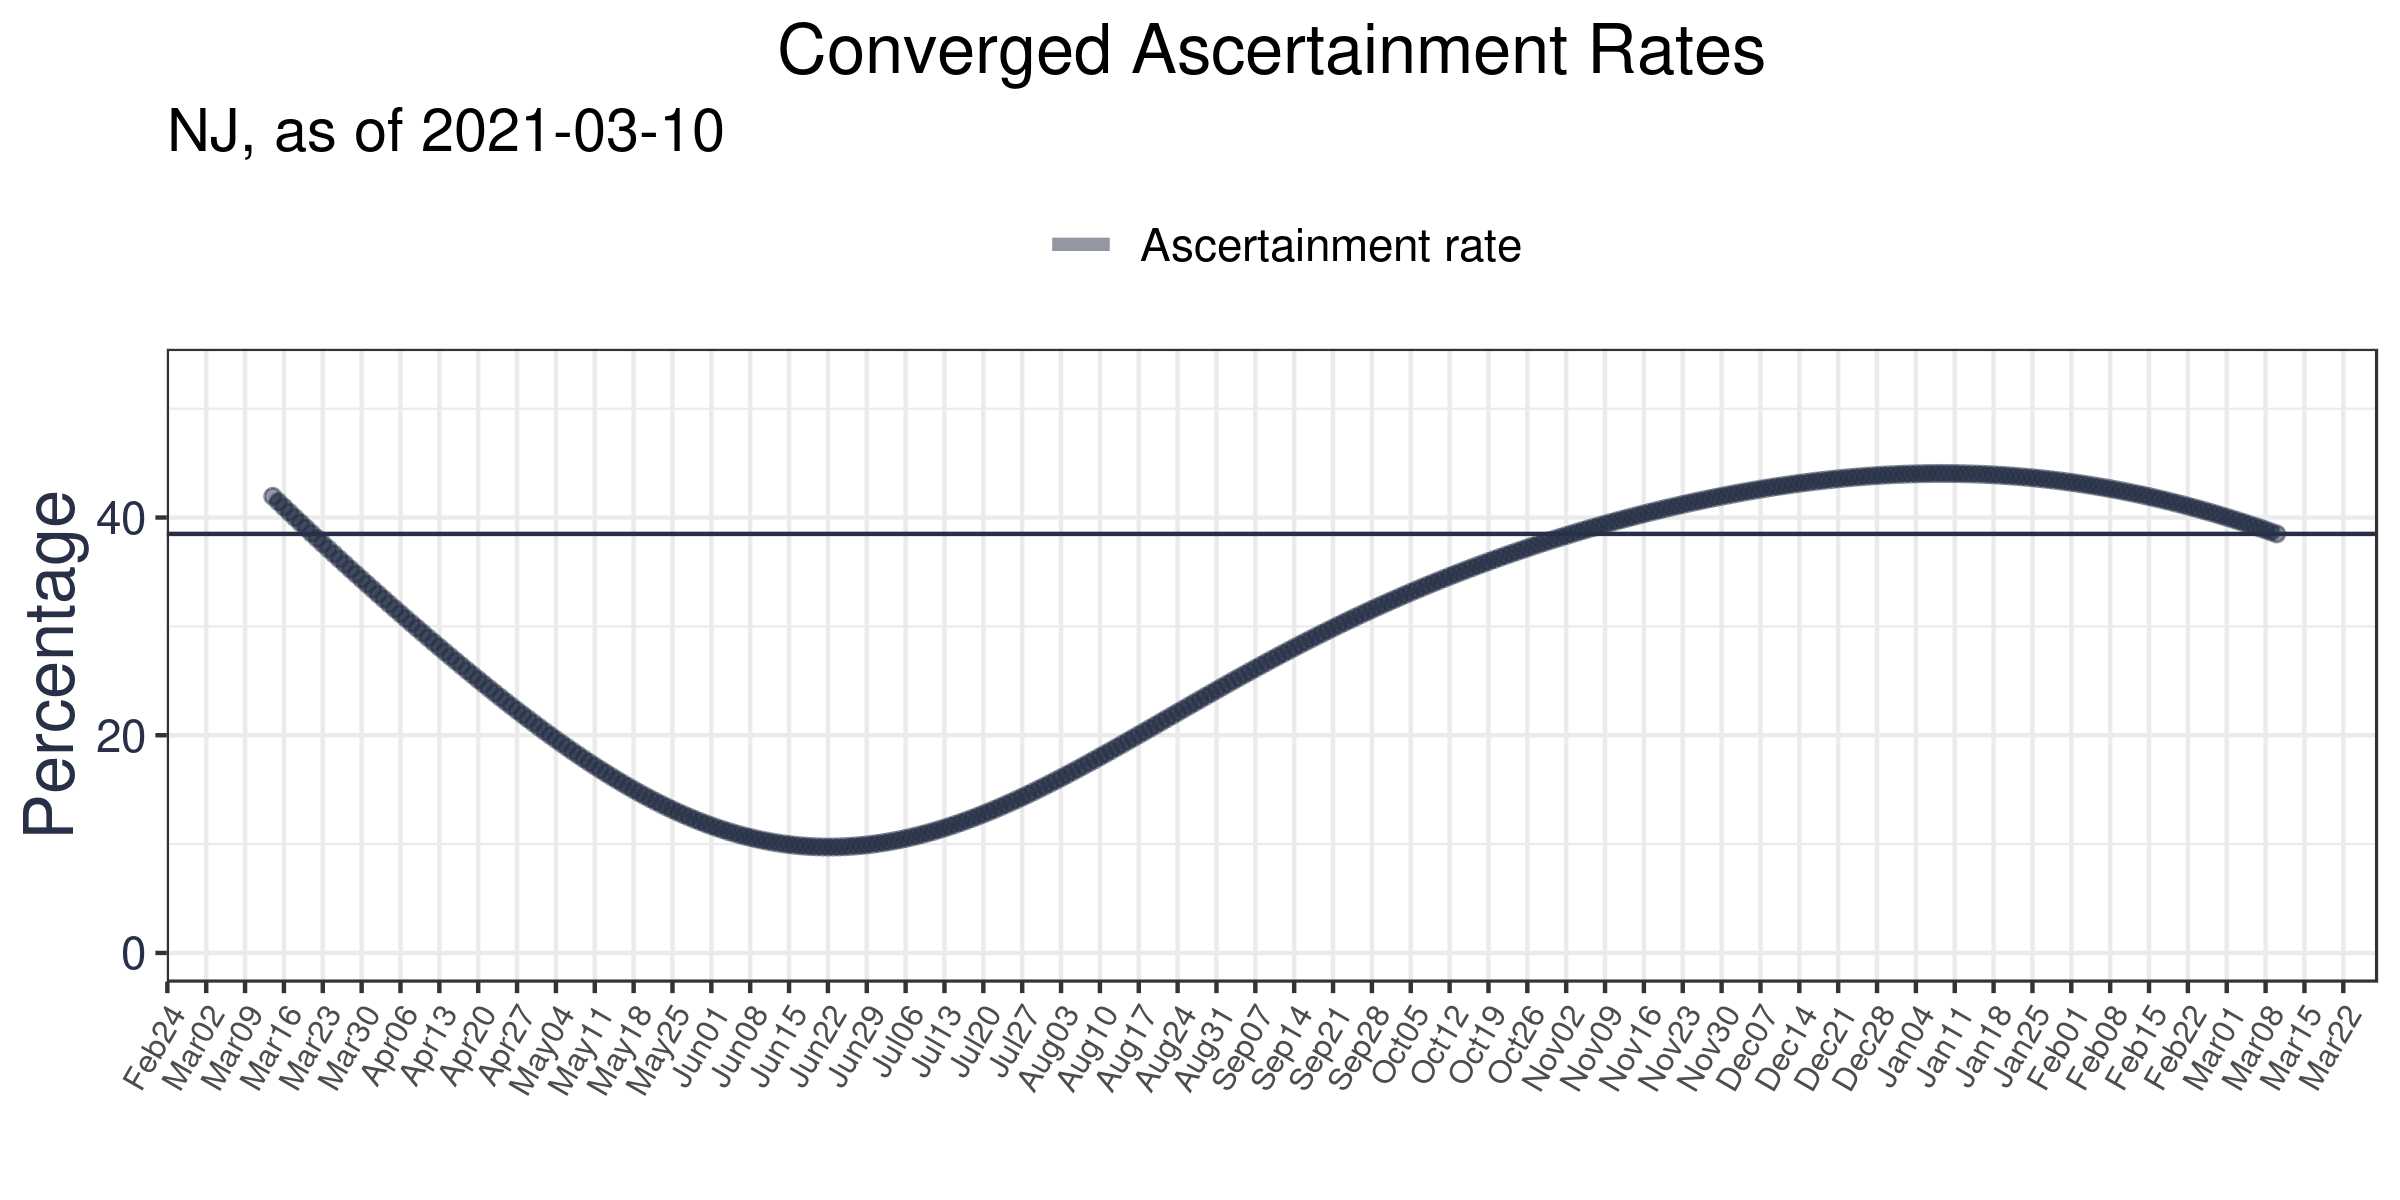 Converged Ascertainment Rates
NJ, as of 2021-03-10
Ascertainment rate
Percentage
40
20
0
Feb24 Mar02 Mar09 Mar16 Mar23 Mar30 Apr06 Apr13 Apr20 Apr27 May04 May11 May18 May25 Jun01 Jun08 Jun15 Jun22 Jun29 Jul06 Jul13 Jul20 Jul27 Aug03 Aug10 Aug17 Aug24 Aug31 Sep07 Sep14 Sep21 Sep28 Oct05 Oct12 Oct19 Oct26 Nov02 Nov09 Nov16 Nov23 Nov30 Dec07 Dec14 Dec21 Dec28 Jan04 Jan11 Jan18 Jan25 Feb01 Feb08 Feb15 Feb22 Mar01 Mar08 Mar15 Mar22